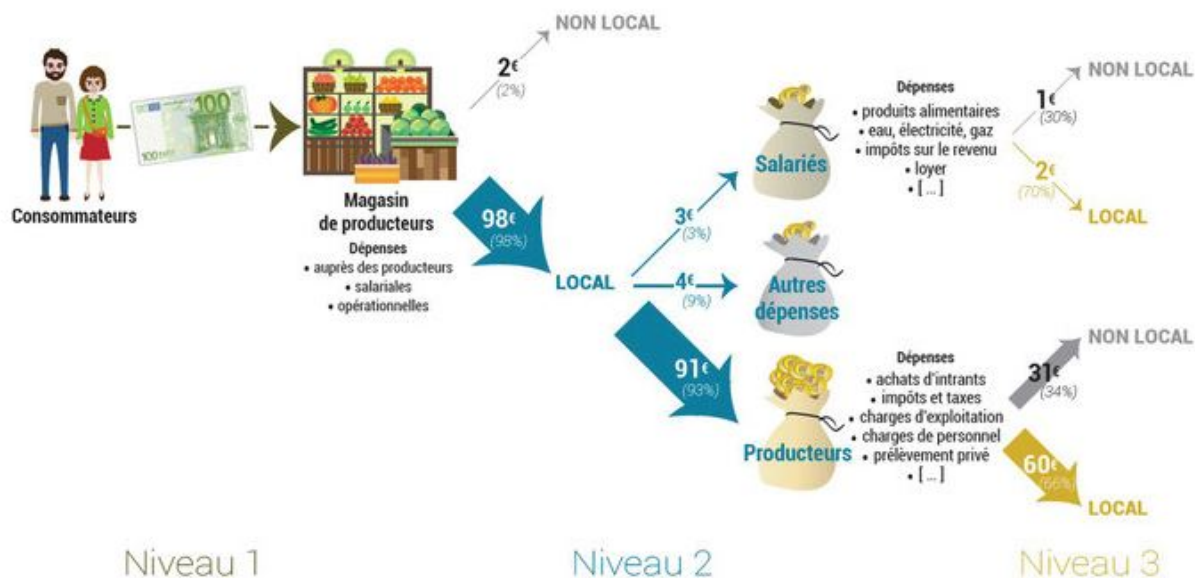 Consommateurs
100
100 EURO
Magasin
de producteurs
Dépenses
• auprès des producteurs
• salariales
• opérationnelles
2€
(2%)
NON LOCAL
98€
(98%)
LOCAL
3€
(3%)
4€
(9%)
91€
(93%)
Salariés
Dépenses
• produits alimentaires
• eau, électricité, gaz
• impôts sur le revenu
• loyer
• [...]
1€
(30%)
NON LOCAL
2€
(70%)
LOCAL
Autres
dépenses
Producteurs
Dépenses
• achats d'intrants
• impôts et taxes
• charges d'exploitation
• charges de personnel
• prélèvement privé
• [...]
31€
(34%)
NON LOCAL
60€
(66%)
LOCAL
Niveau 1
Niveau 2
Niveau 3